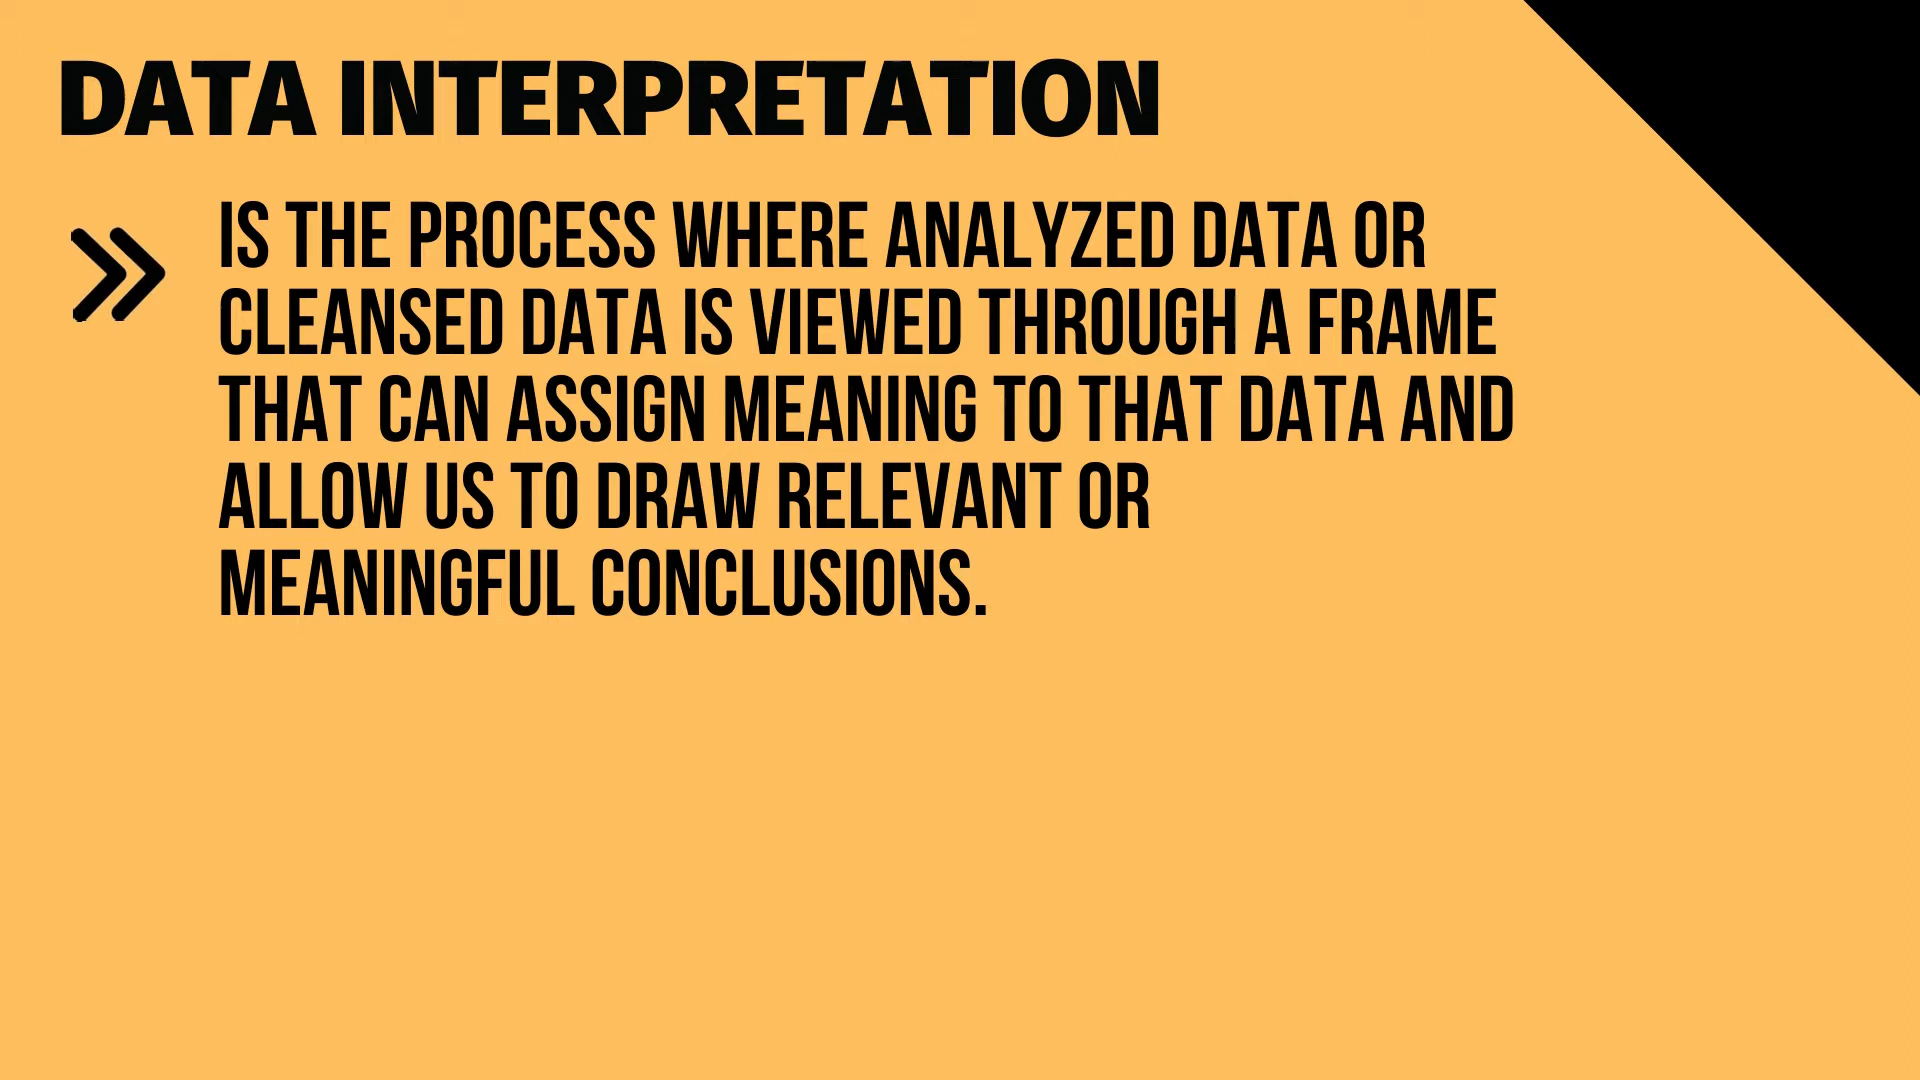 DATA INTERPRETATION
IS THE PROCESS WHERE ANALYZED DATA OR
CLEANSED DATA IS VIEWED THROUGH A FRAME
THAT CAN ASSIGN MEANING TO THAT DATA AND
ALLOW US TO DRAW RELEVANT OR
MEANINGFUL CONCLUSIONS.